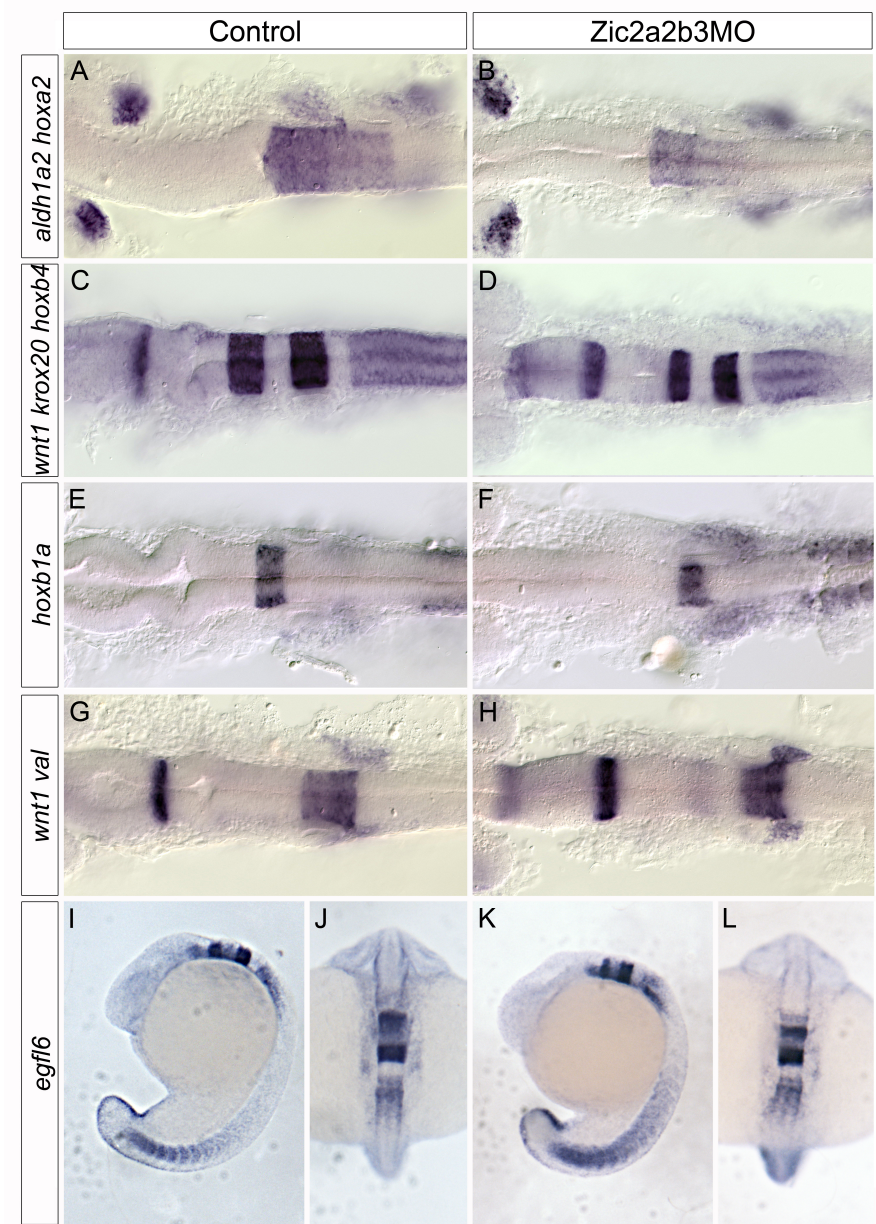 Control
Zic2a2b3MO
aldh1a2 hoxa2
A
B
wnt1 krox20 hoxb4
C
D
hoxb1a
E
F
wnt1 val
G
H
egfl6
I
J
K
L